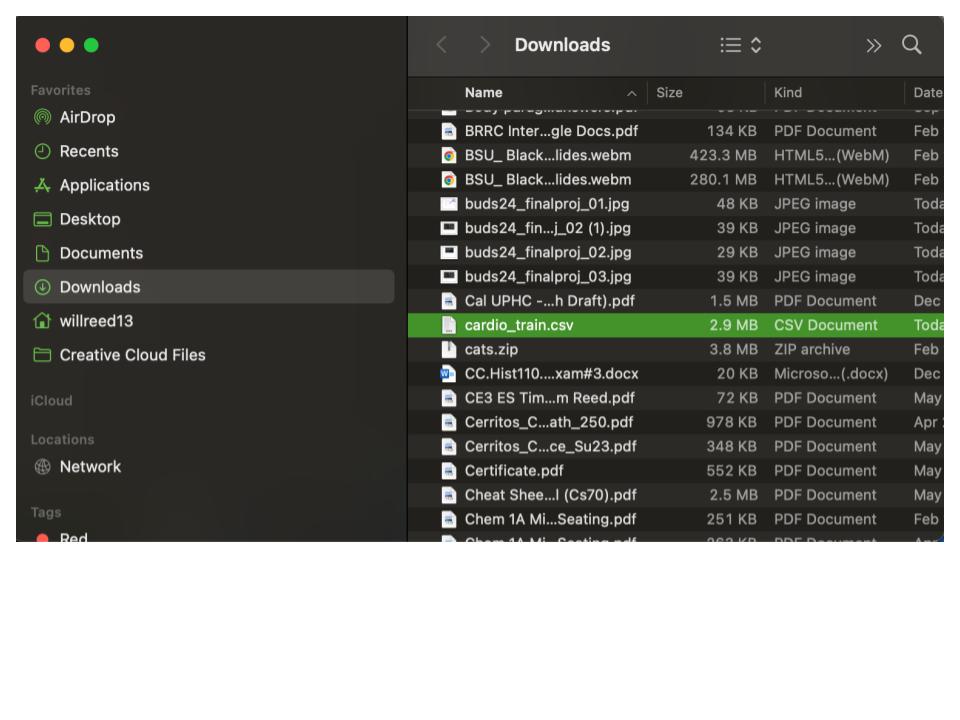 Downloads
Favorites
AirDrop
Recents
Applications
Desktop
Documents
Downloads
willreed13
Creative Cloud Files
iCloud
Locations
Network
Tags
Red
Name Size Kind Date
BRRC Inter...gle Docs.pdf 134 KB PDF Document Feb
BSU_ Black...lides.webm 423.3 MB HTML5...(WebM) Feb
BSU_ Black...lides.webm 280.1 MB HTML5...(WebM) Feb
buds24_finalproj_01.jpg 48 KB JPEG image Toda
buds24_fin...j_02 (1).jpg 39 KB JPEG image Toda
buds24_finalproj_02.jpg 29 KB JPEG image Toda
buds24_finalproj_03.jpg 39 KB JPEG image Toda
Cal UPHC -...h Draft).pdf 1.5 MB PDF Document Dec
cardio_train.csv 2.9 MB CSV Document Toda
cats.zip 3.8 MB ZIP archive Feb
CC.Hist110....xam#3.docx 20 KB Microso...(.docx) Dec
CE3 ES Tim...m Reed.pdf 72 KB PDF Document May
Cerritos_C...ath_250.pdf 978 KB PDF Document Apr
Cerritos_C...ce_Su23.pdf 348 KB PDF Document May
Certificate.pdf 552 KB PDF Document May
Cheat Shee...l (Cs70).pdf 2.5 MB PDF Document May
Chem 1A Mi...Seating.pdf 251 KB PDF Document Feb
Chem 1A Mi...Seating.pdf PDF Document